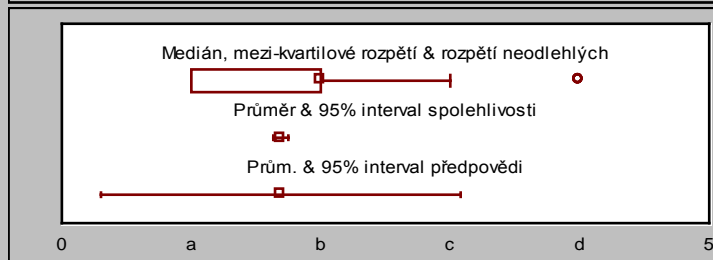 Medián, mezi-kvartilové rozpětí & rozpětí neodlehlých
Průměr & 95% interval spolehlivosti
Prům. & 95% interval předpovědi
0 a b c d 5